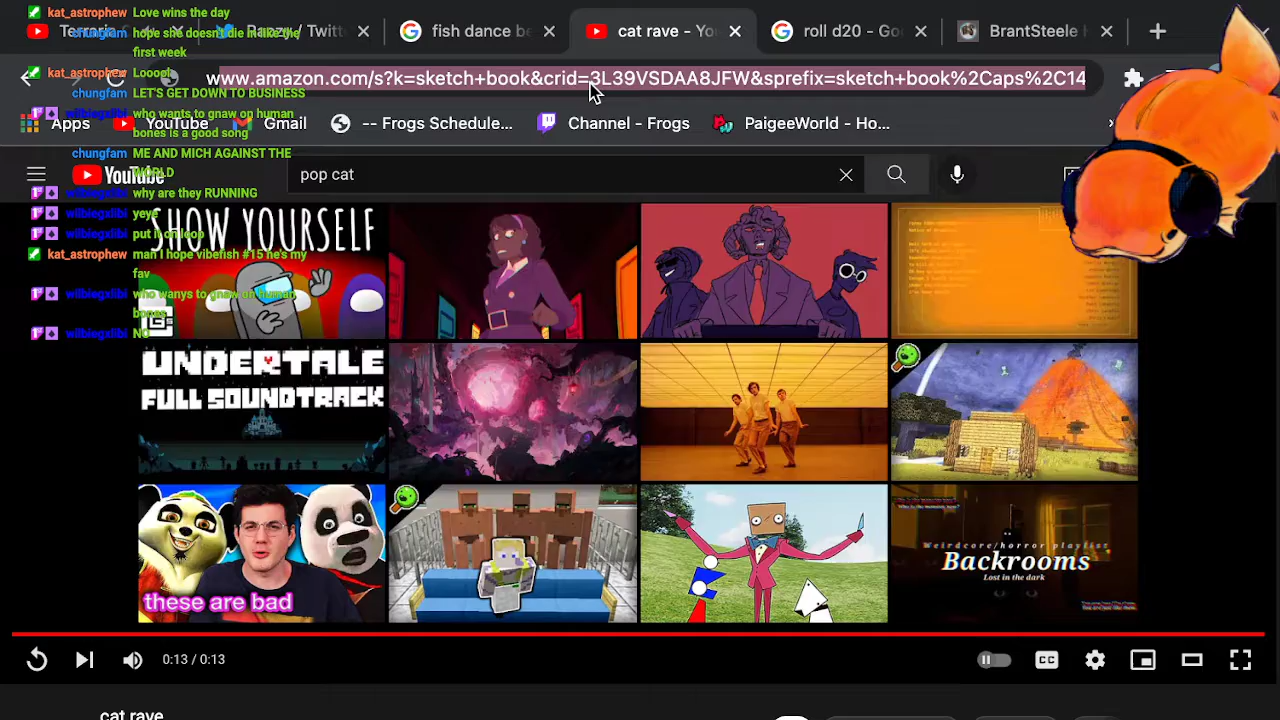 kat_astrophew Love wins the day
chungfam hope she doesn't die in like the
first week
kat_astrophew Looool
chungfam LET'S GET DOWN TO BUSINESS
wilbiegxlibi who wants to gnaw on human
bones is a good song
chungfam ME AND MICH AGAINST THE
WORLD
wilbiegxlibi why are they RUNNING
wilbiegxlibi yeye
wilbiegxlibi put it on loop
kat_astrophew man I hope vibefish #15 he's my
fav
wilbiegxlibi who wanys to gnaw on human
bones
wilbiegxlibi NO
Terraria
/ Twitt
fish dance b
cat rave - Yo
roll d20 - Go
BrantSteele
www.amazon.com/s?k=sketch+book&crid=3L39VSDAA8JFW&sprefix=sketch+book%2Caps%2C14
Apps
YouTube
Gmail
-- Frogs Schedule...
Channel - Frogs
PaigeeWorld - Ho...
YouTube
pop cat
SHOW YOURSELF
UNDERTALE
FULL SOUNDTRACK
these are bad
Weirdcore/horror playlist
Backrooms
Lost in the dark
0:13 / 0:13
CC
cat rave